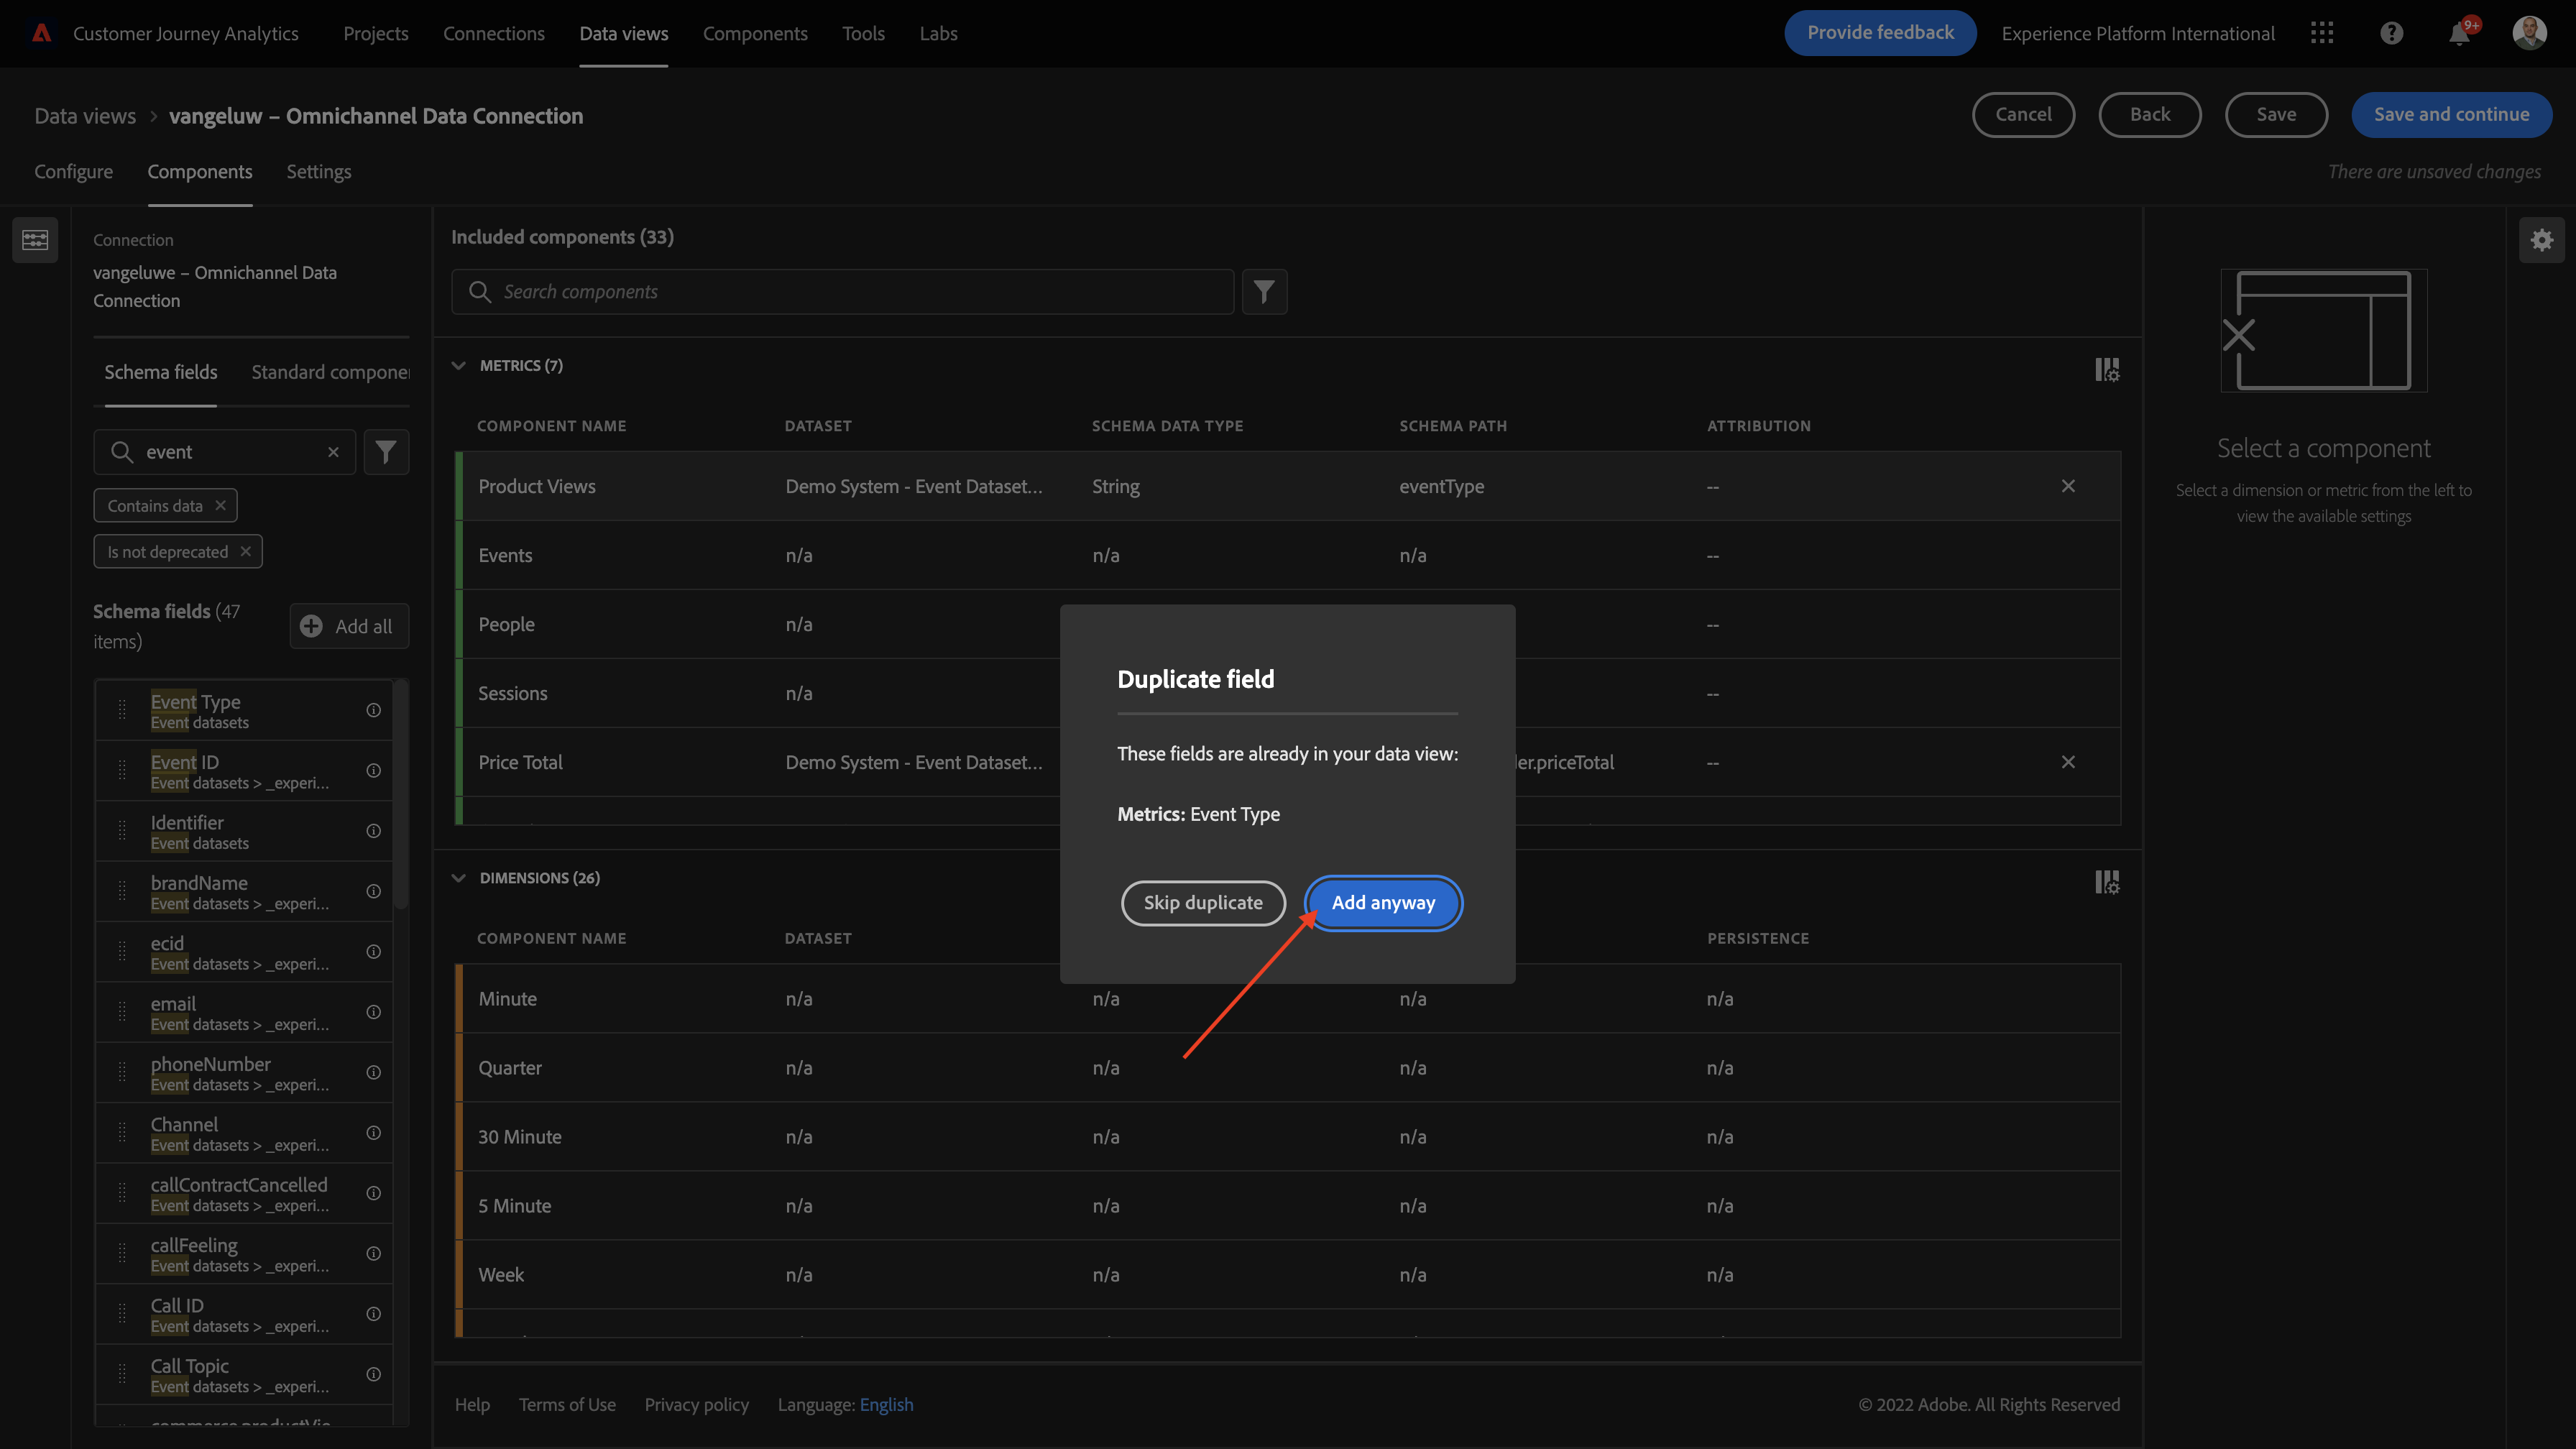 Customer Journey Analytics Projects Connections Data views Components Tools Labs Provide feedback Experience Platform International 9+
Data views > vangeluw – Omnichannel Data Connection Cancel Back Save Save and continue
Configure Components Settings There are unsaved changes
Connection
vangeluwe – Omnichannel Data
Connection
Schema fields Standard componen
event
Contains data
Is not deprecated
Schema fields (47
items)
Add all
Event Type
Event datasets
Event ID
Event datasets > _experi...
Identifier
Event datasets
brandName
Event datasets > _experi...
ecid
Event datasets > _experi...
email
Event datasets > _experi...
phoneNumber
Event datasets > _experi...
Channel
Event datasets > _experi...
callContractCancelled
Event datasets > _experi...
callFeeling
Event datasets > _experi...
Call ID
Event datasets > _experi...
Call Topic
Event datasets > _experi...
Included components (33)
Search components
METRICS (7)
COMPONENT NAME DATASET SCHEMA DATA TYPE SCHEMA PATH ATTRIBUTION
Product Views Demo System - Event Dataset... String eventType --
Events n/a n/a n/a --
People n/a --
Sessions n/a --
Price Total Demo System - Event Dataset... ler.priceTotal --
Duplicate field
These fields are already in your data view:
Metrics: Event Type
Skip duplicate Add anyway
DIMENSIONS (26)
COMPONENT NAME DATASET PERSISTENCE
Minute n/a n/a n/a n/a
Quarter n/a n/a n/a n/a
30 Minute n/a n/a n/a n/a
5 Minute n/a n/a n/a n/a
Week n/a n/a n/a n/a
Select a component
Select a dimension or metric from the left to
view the available settings
Help Terms of Use Privacy policy Language: English © 2022 Adobe. All Rights Reserved